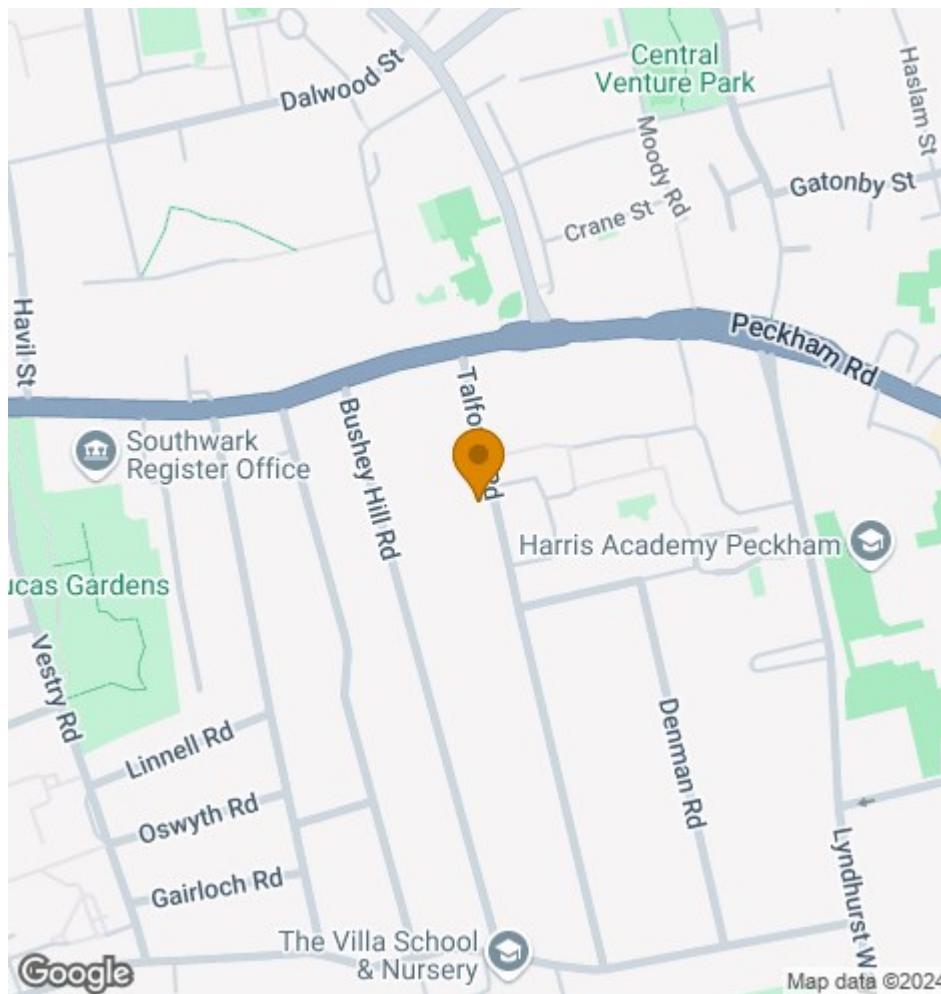 Central
Venture Park
Haslam St
Dalwood St
Moody Rd
Gatonby St
Crane St
Havil St
Peckham Rd
Talfo
Rd
Bushey Hill Rd
Southwark
Register Office
Harris Academy Peckham
ucas Gardens
Vestry Rd
Linnell Rd
Denman Rd
Oswyth Rd
Gairloch Rd
Lyndhurst W
The Villa School
& Nursery
Google
Map data ©2024